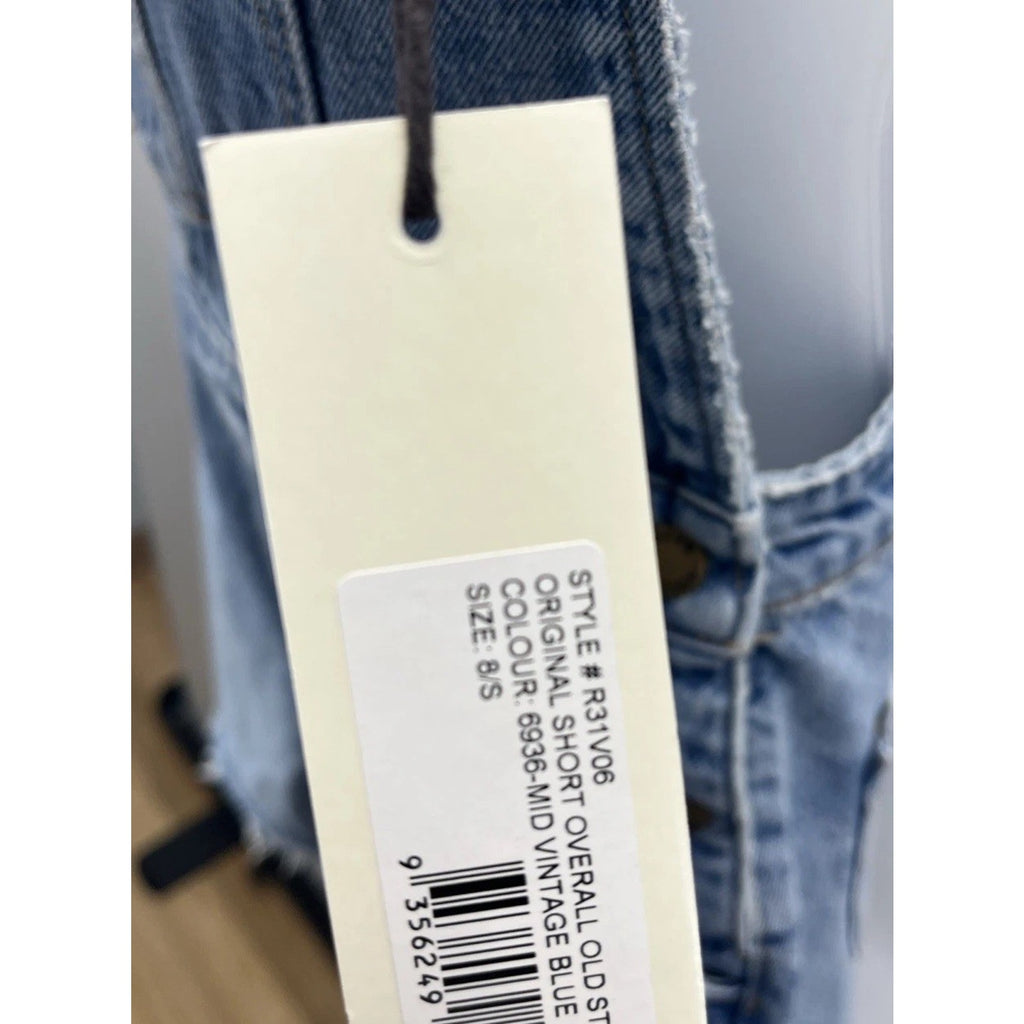 STYLE # R31V06
ORIGINAL SHORT OVERALL OLD ST
COLOUR: 6936-MID VINTAGE BLUE
SIZE: 8/S
9 356249